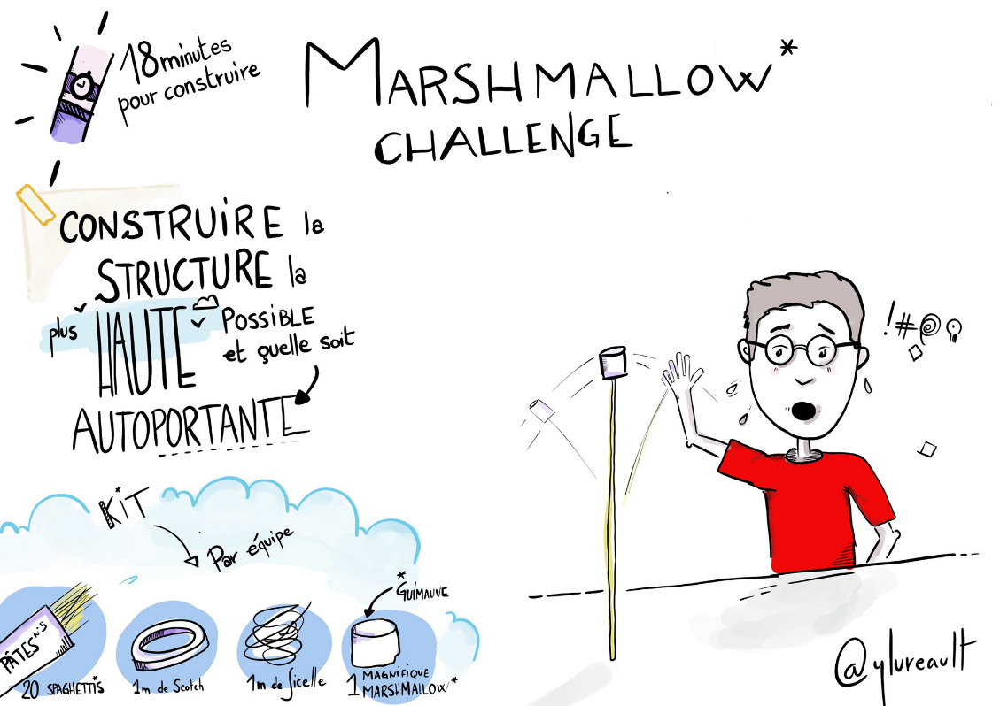 18 minutes
pour construire
MARSHMALLOW*
CHALLENGE
CONSTRUIRE la
STRUCTURE la
plus HAUTE POSSIBLE
et quelle soit
AUTOPORTANTE
!#@
KIT
Par équipe
*GUIMAUVE
PÂTES N°5
20 SPAGHETTIS
1m de Scotch
1m de ficelle
1 MAGNIFIQUE
MARSHMALLOW*
@ylureault